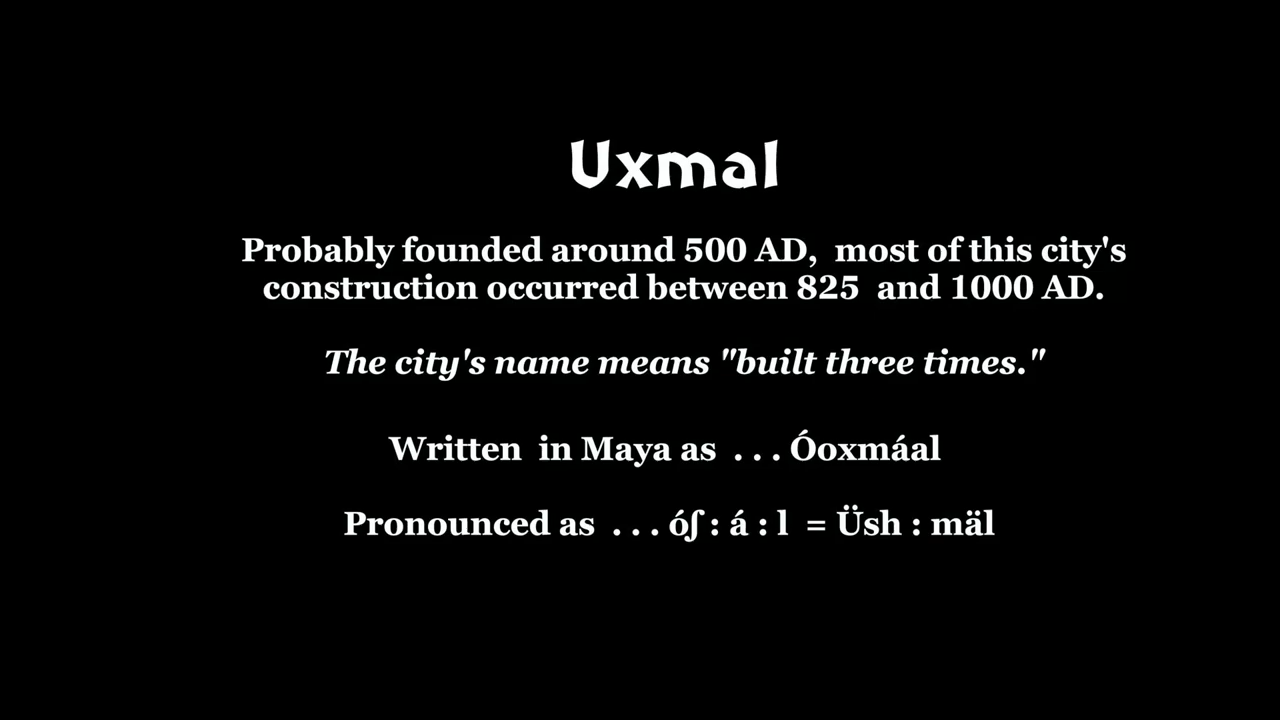 Uxmal
Probably founded around 500 AD,  most of this city's
construction occurred between 825  and 1000 AD.
The city's name means "built three times."
Written  in Maya as  . . . Óoxmáal
Pronounced as  . . . óʃ : á : l  = Üsh : mäl